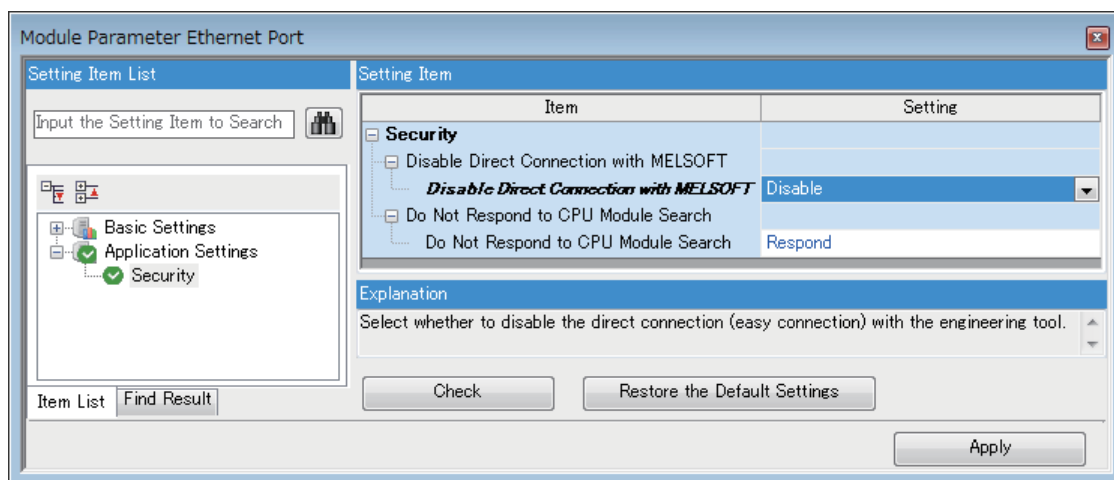 Module Parameter Ethernet Port
Setting Item List
Input the Setting Item to Search
Basic Settings
Application Settings
Security
Item List
Find Result
Setting Item
Item Setting
Security
Disable Direct Connection with MELSOFT
Disable Direct Connection with MELSOFT Disable
Do Not Respond to CPU Module Search
Do Not Respond to CPU Module Search Respond
Explanation
Select whether to disable the direct connection (easy connection) with the engineering tool.
Check
Restore the Default Settings
Apply